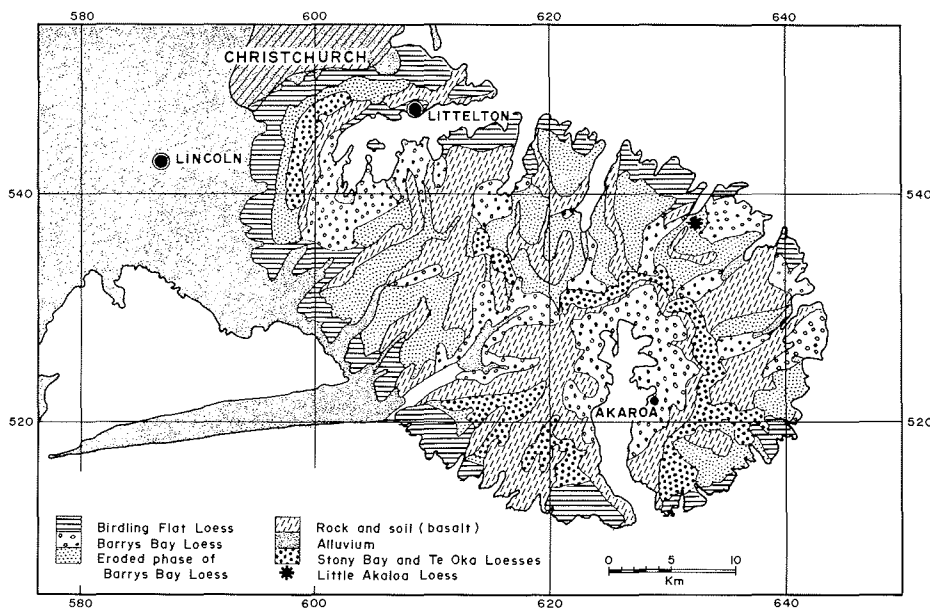 580 600 620 640
CHRISTCHURCH
LITTELTON
LINCOLN
540 540
AKAROA
520 520
Birdling Flat Loess
Barrys Bay Loess
Eroded phase of
Barrys Bay Loess
Rock and soil (basalt)
Alluvium
Stony Bay and Te Oka Loesses
Little Akaloa Loess
0 5 10
Km
580 600 620 640